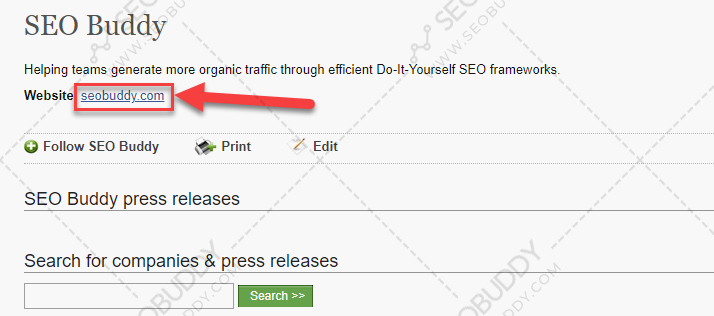 SEO Buddy
Helping teams generate more organic traffic through efficient Do-It-Yourself SEO frameworks.
Website seobuddy.com
Follow SEO Buddy Print Edit
SEO Buddy press releases
Search for companies & press releases
Search >>
SEOBUDDY
WWW.SEOBUDDY.COM